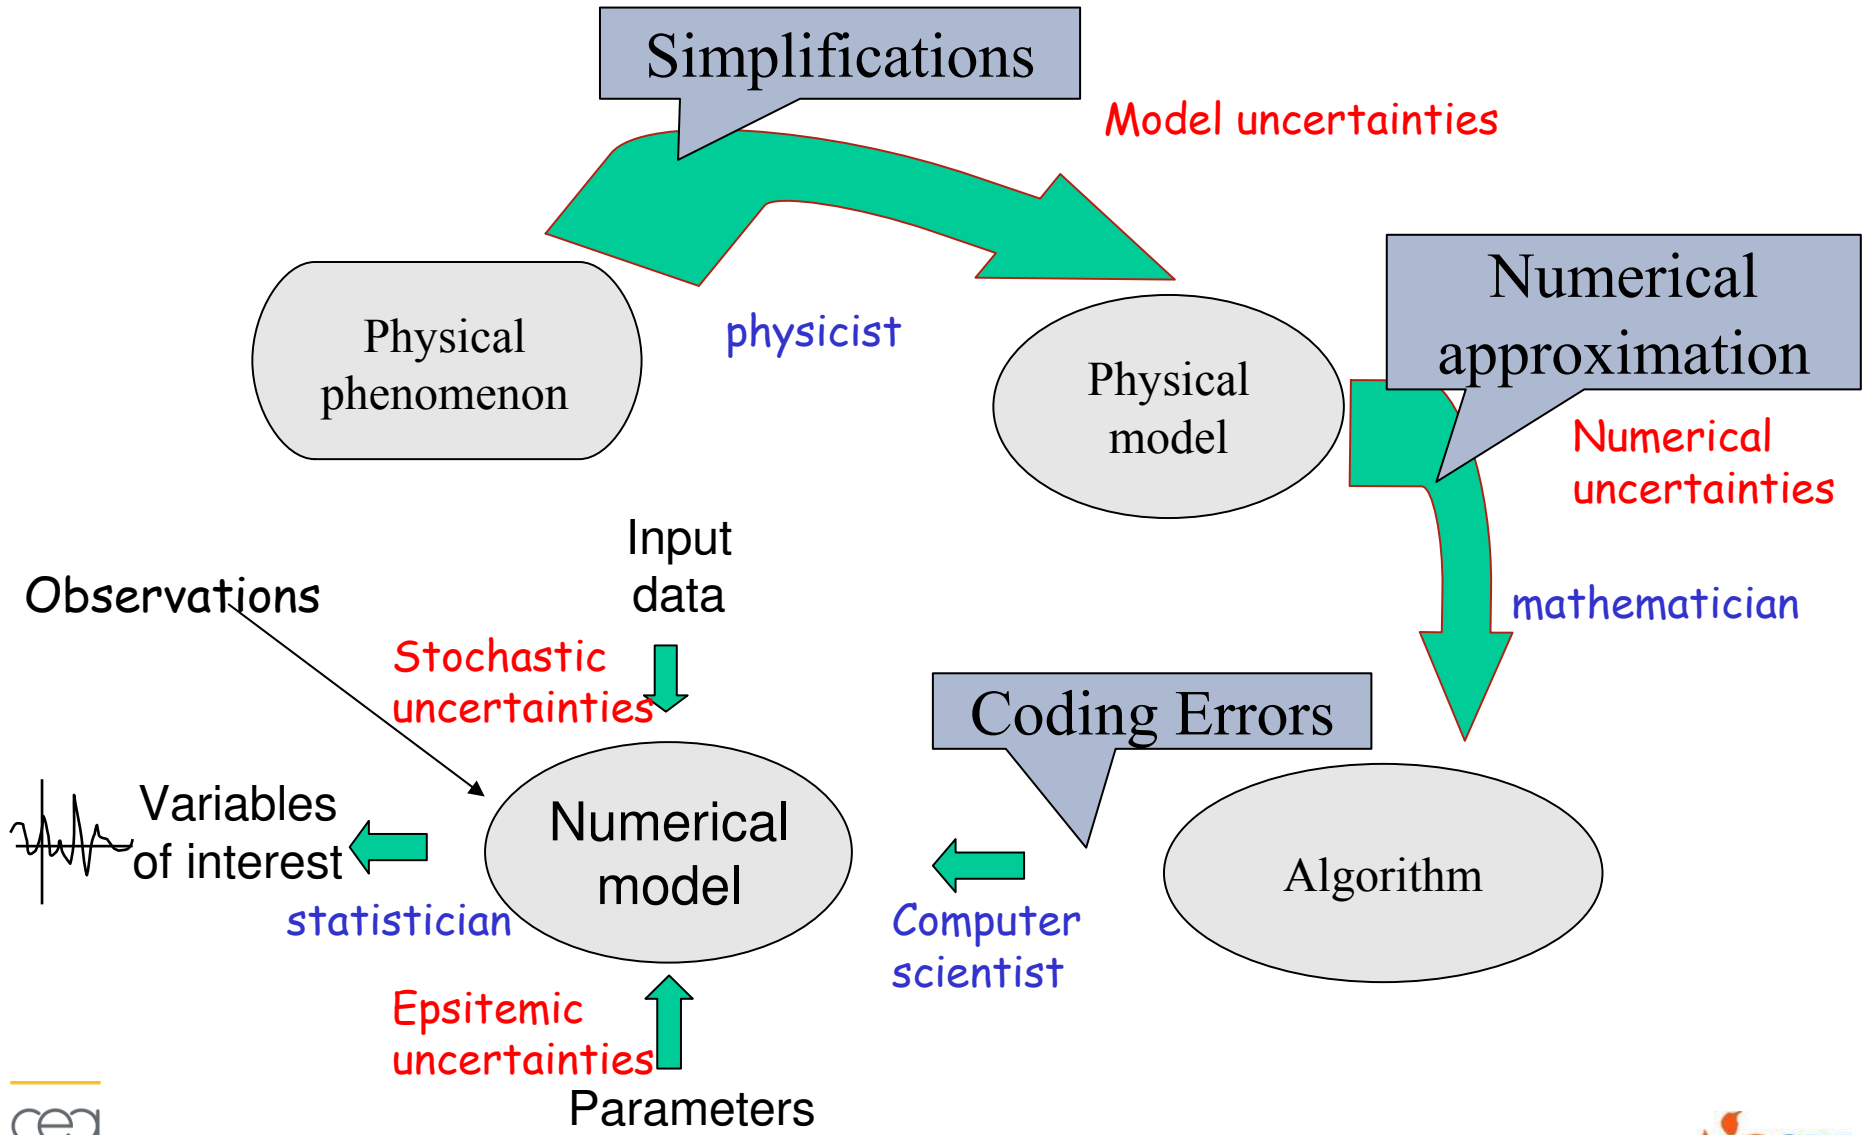 Simplifications
Model uncertainties
Physical
phenomenon
physicist
Physical
model
Numerical
approximation
Numerical
uncertainties
mathematician
Input
data
Observations
Stochastic
uncertainties
Coding Errors
Variables
of interest
Numerical
model
Algorithm
statistician
Computer
scientist
Epsitemic
uncertainties
Parameters
cea